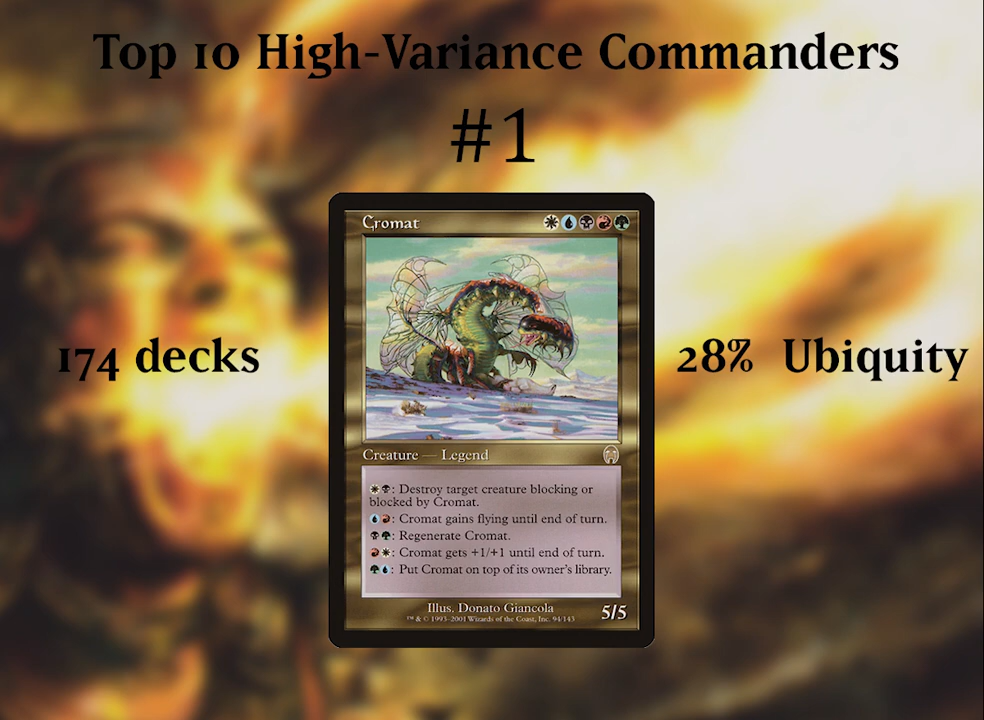 Top 10 High-Variance Commanders
#1
174 decks
28% Ubiquity
Cromat
Creature — Legend
: Destroy target creature blocking or
blocked by Cromat.
: Cromat gains flying until end of turn.
: Regenerate Cromat.
: Cromat gets +1/+1 until end of turn.
: Put Cromat on top of its owner's library.
Illus. Donato Giancola
5/5
™ & © 1993–2001 Wizards of the Coast, Inc. 94/143